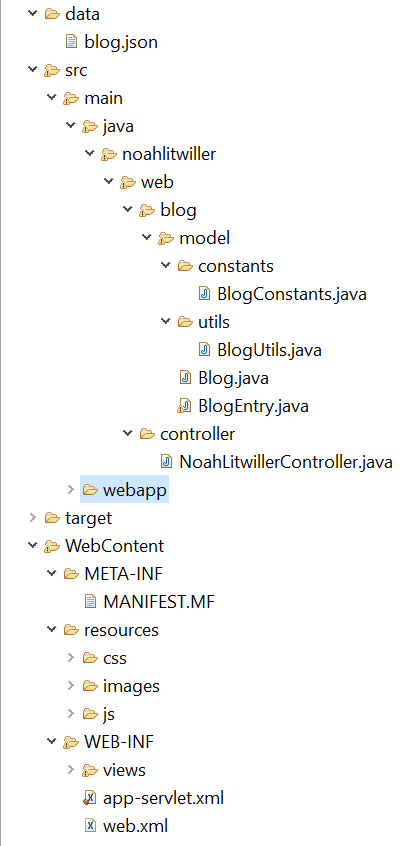 data
blog.json
src
main
java
noahlitwiller
web
blog
model
constants
BlogConstants.java
utils
BlogUtils.java
Blog.java
BlogEntry.java
controller
NoahLitwillerController.java
webapp
target
WebContent
META-INF
MANIFEST.MF
resources
css
images
js
WEB-INF
views
app-servlet.xml
web.xml